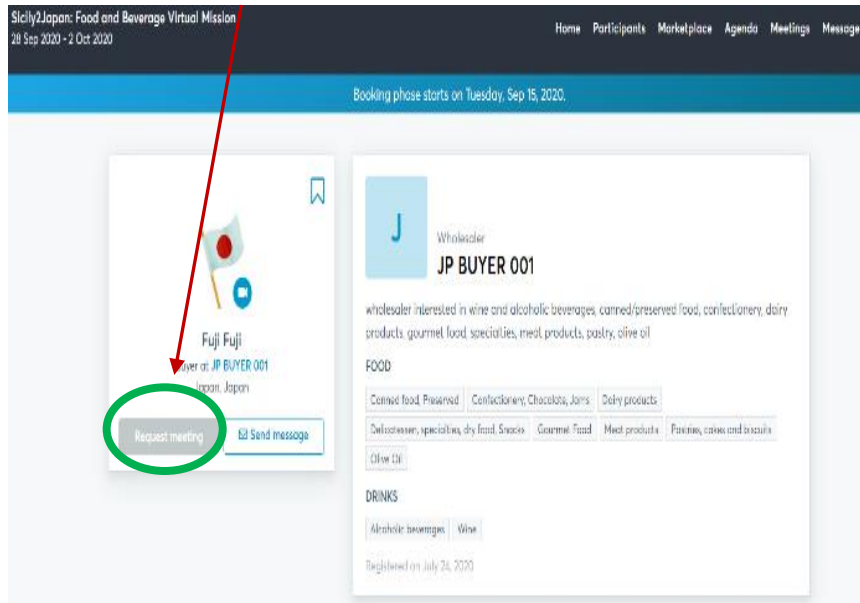 Sicily2Japan: Food and Beverage Virtual Mission
28 Sep 2020 - 2 Oct 2020
Home Participants Marketplace Agenda Meetings Message
Booking phase starts on Tuesday, Sep 15, 2020.
Fuji Fuji
uyer at JP BUYER 001
Japan, Japan
Request meeting
Send message
J
Wholesaler
JP BUYER 001
wholesaler interested in wine and alcoholic beverages, canned/preserved food, confectionery, dairy
products, gourmet food, specialties, meat products, pastry, olive oil
FOOD
Canned food, Preserved Confectionery, Chocolate, Jams Dairy products
Delicatessen, specialties, dry food, Snacks Gourmet Food Meat products Pastries, cakes and biscuits
Olive Oil
DRINKS
Alcoholic beverages Wine
Registered on July 24, 2020